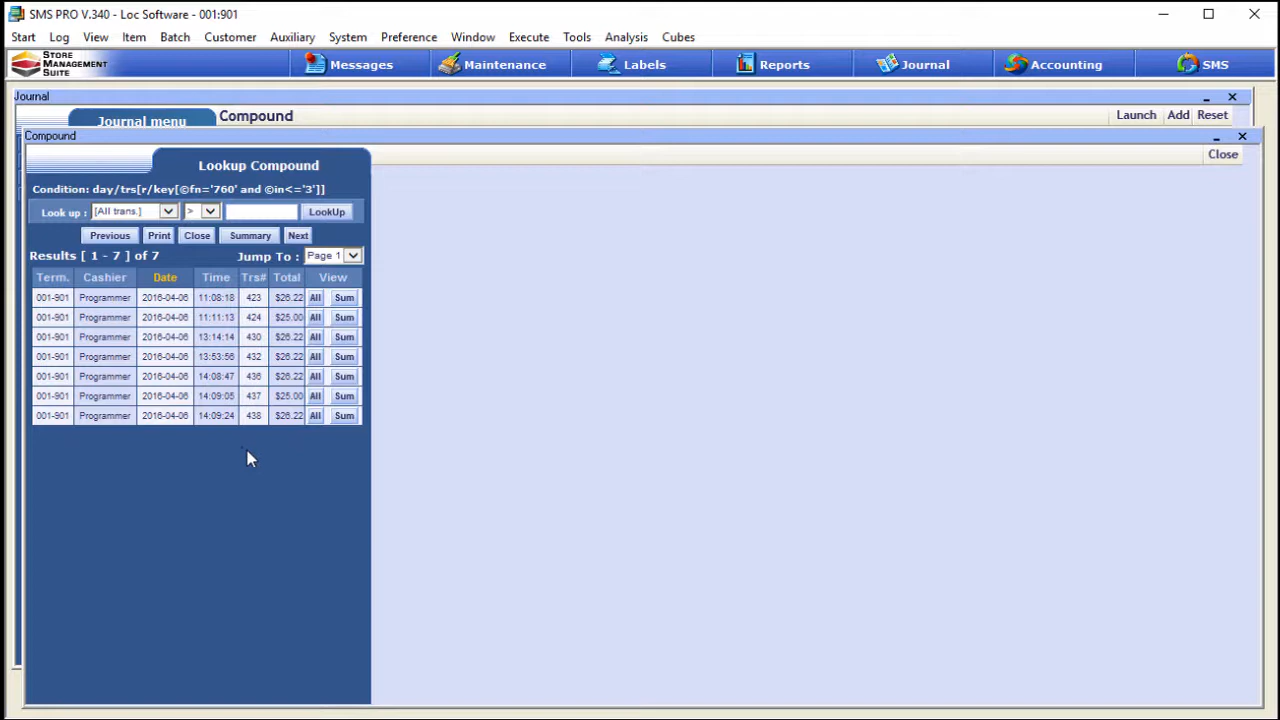 SMS PRO V.340 - Loc Software - 001:901
Start Log View Item Batch Customer Auxiliary System Preference Window Execute Tools Analysis Cubes
STORE MANAGEMENT SUITE Messages Maintenance Labels Reports Journal Accounting SMS
Journal
Journal menu Compound Launch Add Reset
Compound
Lookup Compound Close
Condition: day/trs[r/key[©fn='760' and ©in<='3']]
Look up : [All trans.] > LookUp
Previous Print Close Summary Next
Results [ 1 - 7 ] of 7 Jump To : Page 1
Term. Cashier Date Time Trs# Total View
001-901 Programmer 2016-04-06 11:08:18 423 $26.22 All Sum
001-901 Programmer 2016-04-06 11:11:13 424 $25.00 All Sum
001-901 Programmer 2016-04-06 13:14:14 430 $26.22 All Sum
001-901 Programmer 2016-04-06 13:53:56 432 $26.22 All Sum
001-901 Programmer 2016-04-06 14:08:47 436 $26.22 All Sum
001-901 Programmer 2016-04-06 14:09:05 437 $25.00 All Sum
001-901 Programmer 2016-04-06 14:09:24 438 $26.22 All Sum